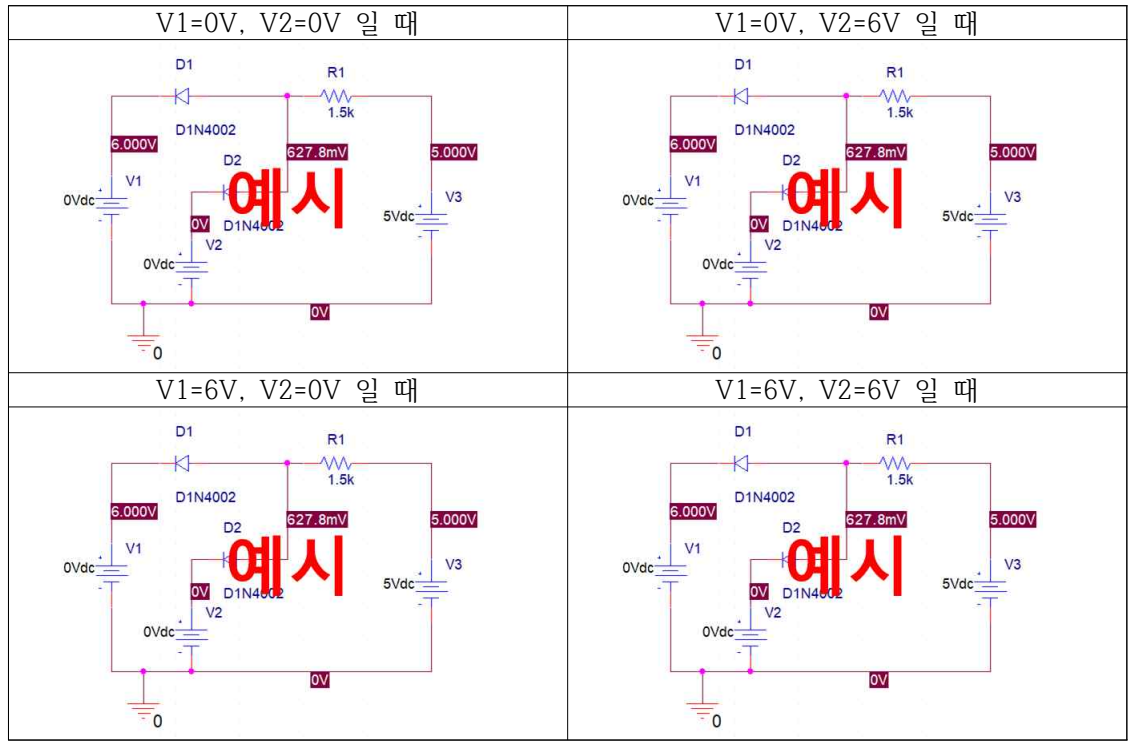 V1=0V, V2=0V 일 때
D1
R1
1.5k
D1N4002
6.000V
627.8mV
5.000V
D2
예시
V1
0Vdc
V3
5Vdc
0V
D1N4002
V2
0Vdc
0V
0
V1=0V, V2=6V 일 때
D1
R1
1.5k
D1N4002
6.000V
627.8mV
5.000V
D2
예시
V1
0Vdc
V3
5Vdc
0V
D1N4002
V2
0Vdc
0V
0
V1=6V, V2=0V 일 때
D1
R1
1.5k
D1N4002
6.000V
627.8mV
5.000V
D2
예시
V1
0Vdc
V3
5Vdc
0V
D1N4002
V2
0Vdc
0V
0
V1=6V, V2=6V 일 때
D1
R1
1.5k
D1N4002
6.000V
627.8mV
5.000V
D2
예시
V1
0Vdc
V3
5Vdc
0V
D1N4002
V2
0Vdc
0V
0